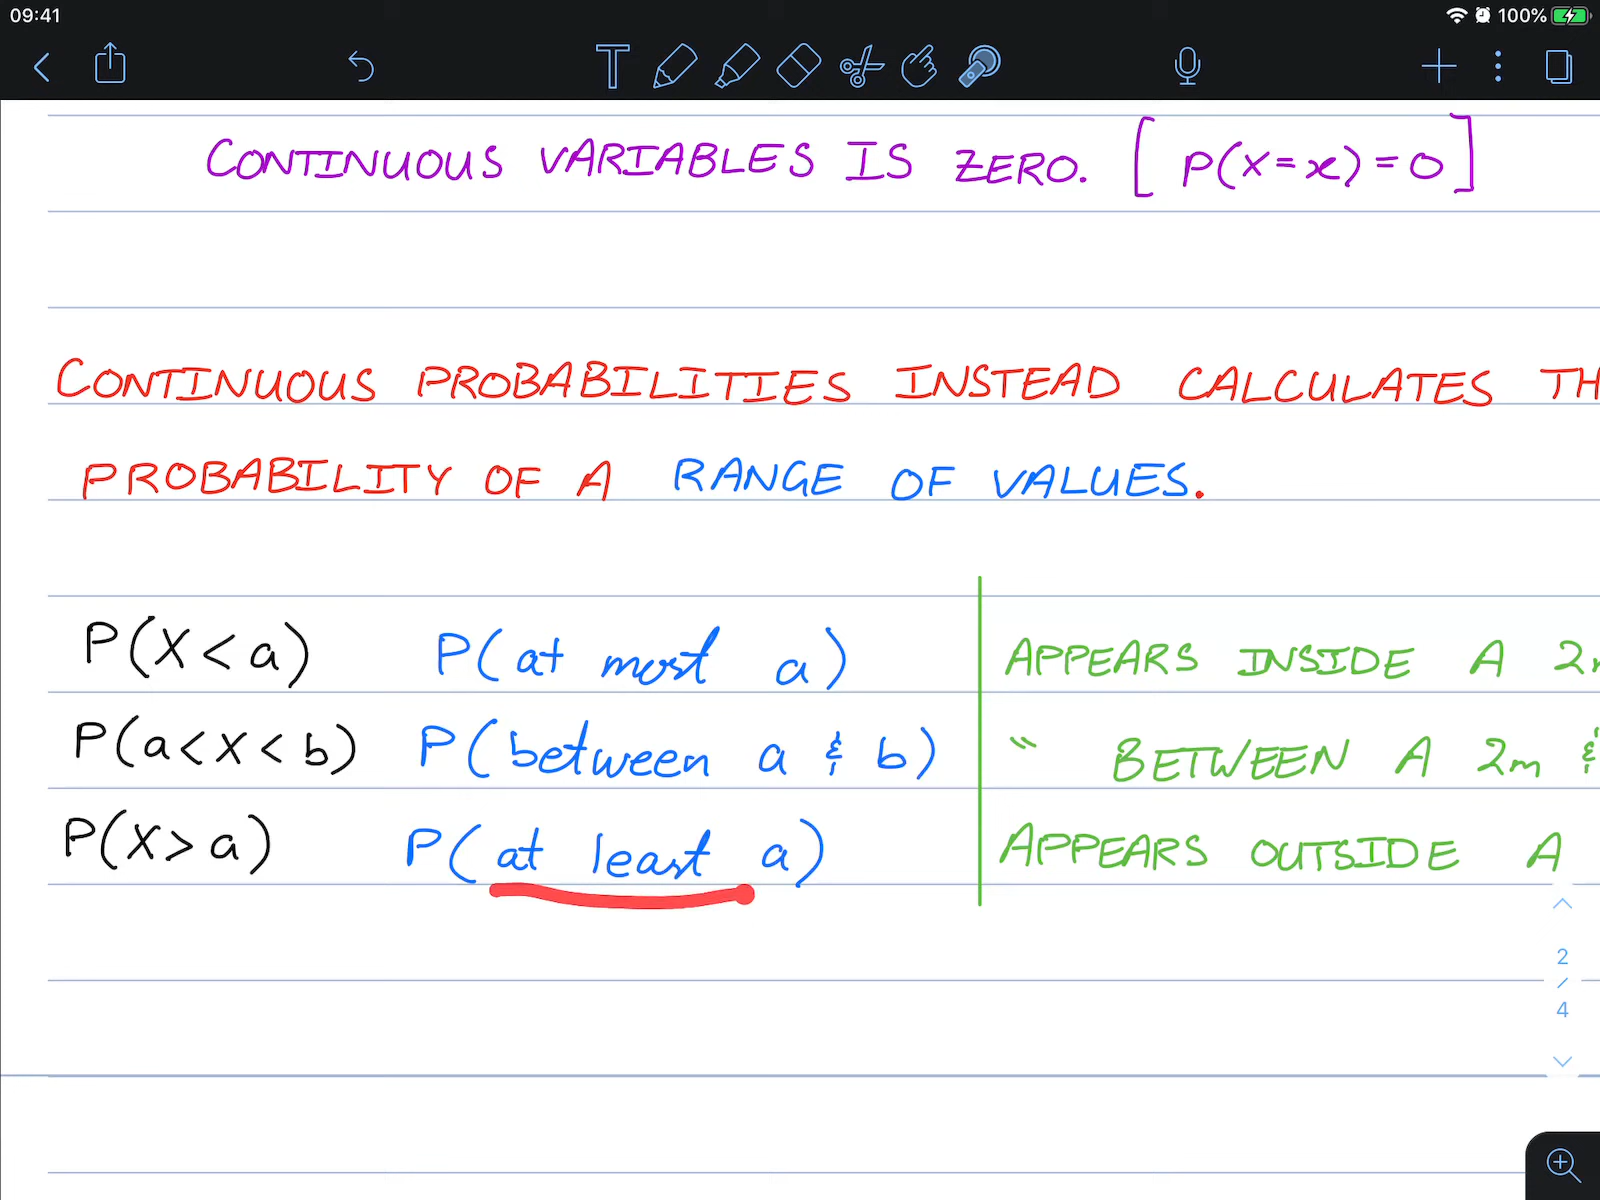 09:41 100%
CONTINUOUS VARIABLES IS ZERO. [ P(X=x)=0 ]
CONTINUOUS PROBABILITIES INSTEAD CALCULATES
PROBABILITY OF A RANGE OF VALUES.
P(X<a) P(at most a) APPEARS INSIDE A
P(a<X<b) P(between a & b) " BETWEEN A 2m &
P(X>a) P(at least a) APPEARS OUTSIDE A
2
/
4